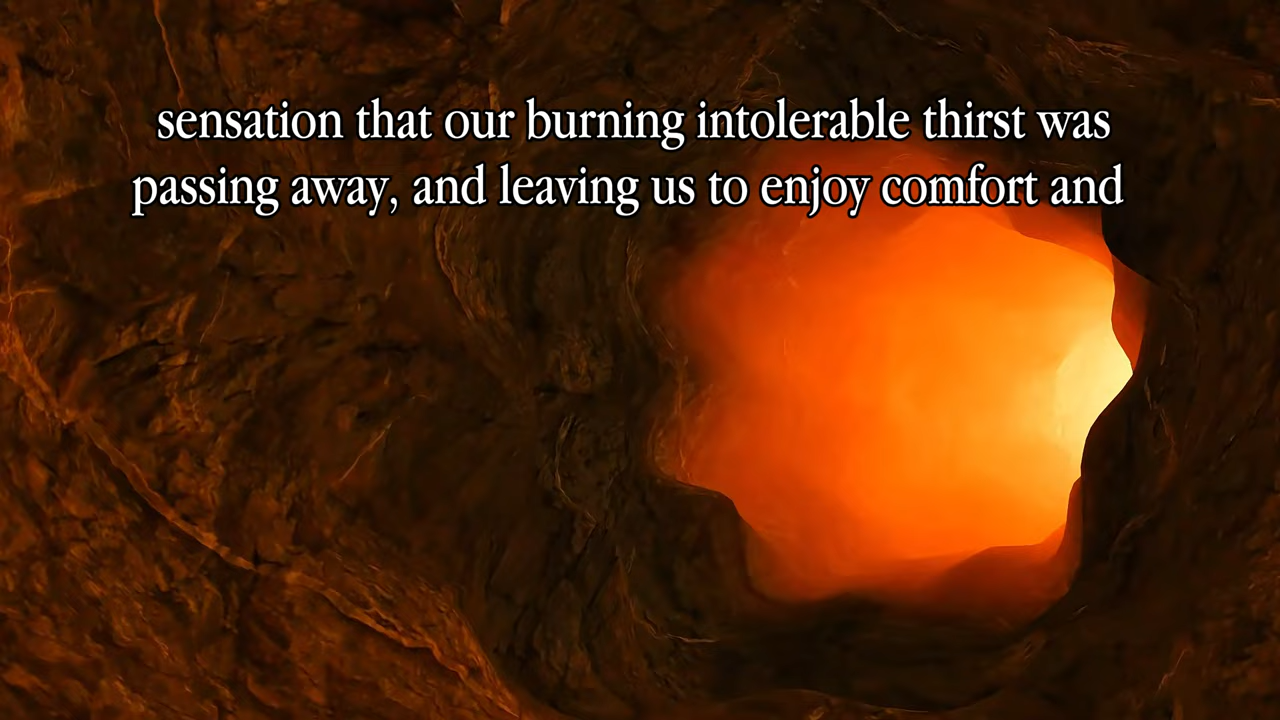 sensation that our burning intolerable thirst was
passing away, and leaving us to enjoy comfort and